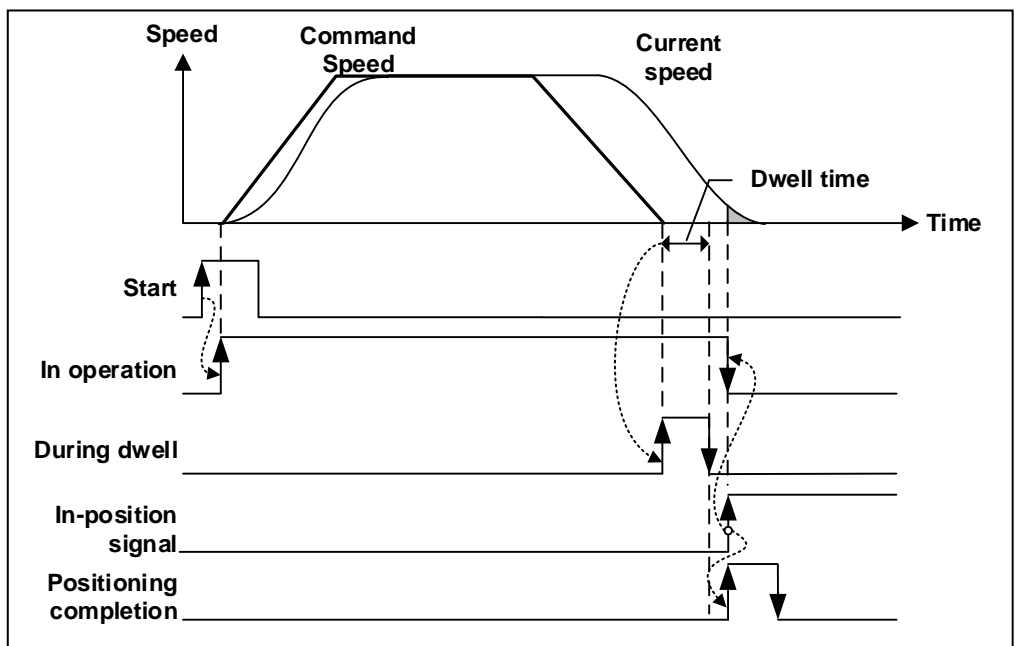 Speed
Command
Speed
Current
speed
Dwell time
Time
Start
In operation
During dwell
In-position
signal
Positioning
completion